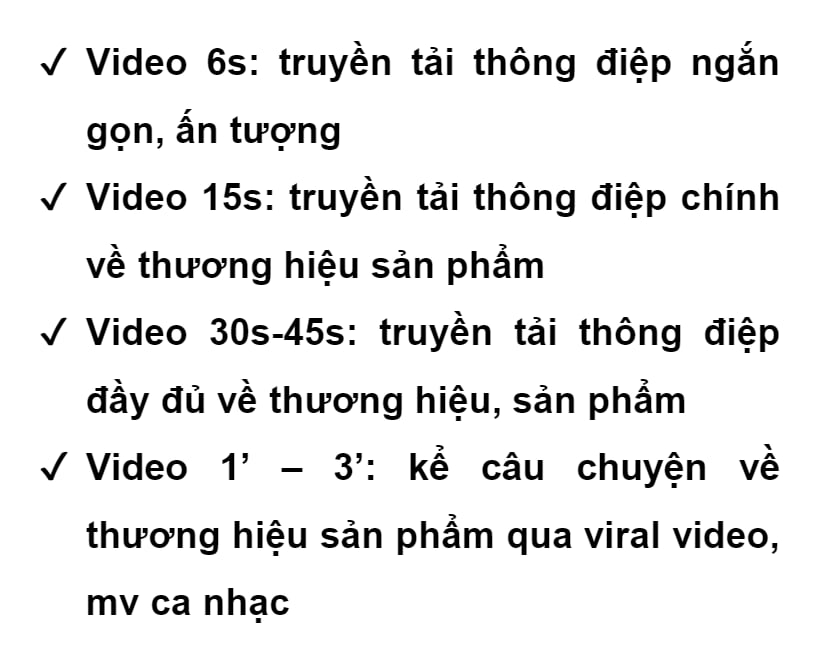 ✓ Video 6s: truyền tải thông điệp ngắn
gọn, ấn tượng
✓ Video 15s: truyền tải thông điệp chính
về thương hiệu sản phẩm
✓ Video 30s-45s: truyền tải thông điệp
đầy đủ về thương hiệu, sản phẩm
✓ Video 1’ – 3’: kể câu chuyện về
thương hiệu sản phẩm qua viral video,
mv ca nhạc